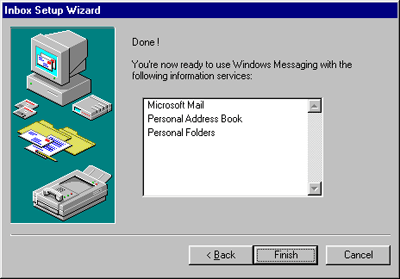 Inbox Setup Wizard
Done !
You're now ready to use Windows Messaging with the
following information services:
Microsoft Mail
Personal Address Book
Personal Folders
< Back
Finish
Cancel